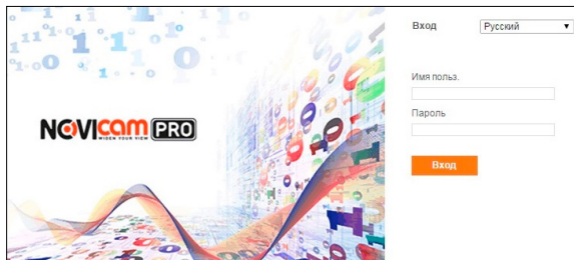 Вход
Русский
Имя польз.
Пароль
NOVICAM PRO
WIDEN YOUR VIEW
Вход